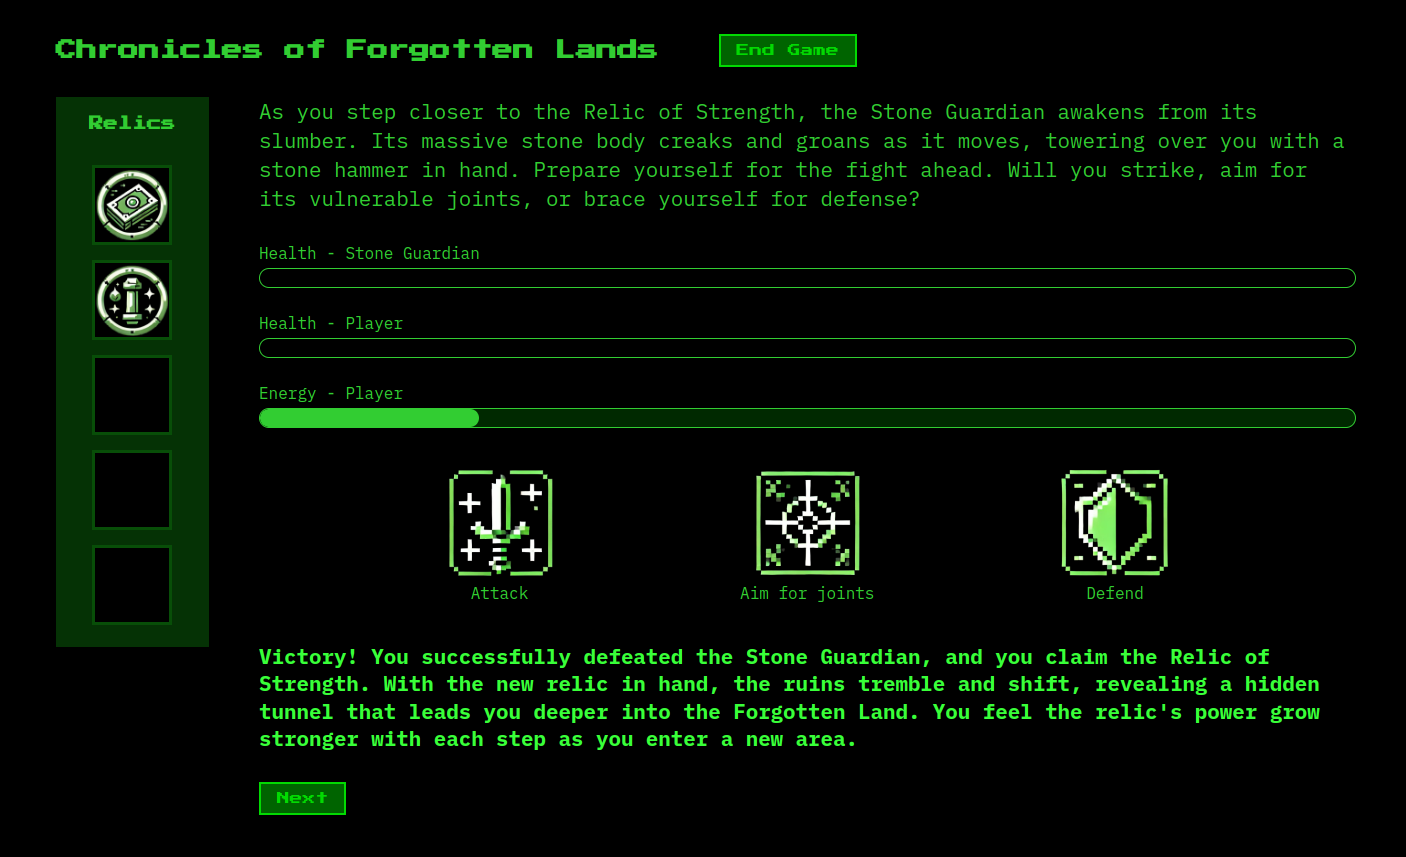 Chronicles of Forgotten Lands
End Game
Relics
As you step closer to the Relic of Strength, the Stone Guardian awakens from its
slumber. Its massive stone body creaks and groans as it moves, towering over you with a
stone hammer in hand. Prepare yourself for the fight ahead. Will you strike, aim for
its vulnerable joints, or brace yourself for defense?
Health - Stone Guardian
Health - Player
Energy - Player
Attack
Aim for joints
Defend
Victory! You successfully defeated the Stone Guardian, and you claim the Relic of
Strength. With the new relic in hand, the ruins tremble and shift, revealing a hidden
tunnel that leads you deeper into the Forgotten Land. You feel the relic's power grow
stronger with each step as you enter a new area.
Next